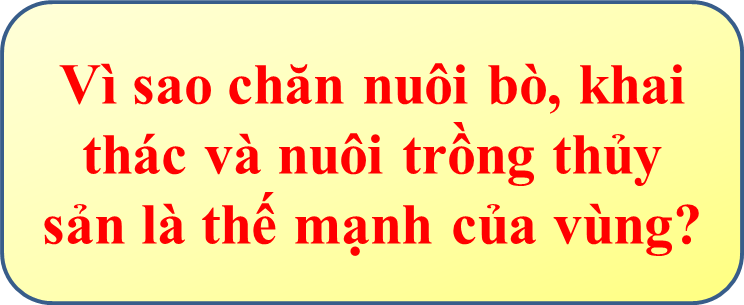 Vì sao chăn nuôi bò, khai
thác và nuôi trồng thủy
sản là thế mạnh của vùng?